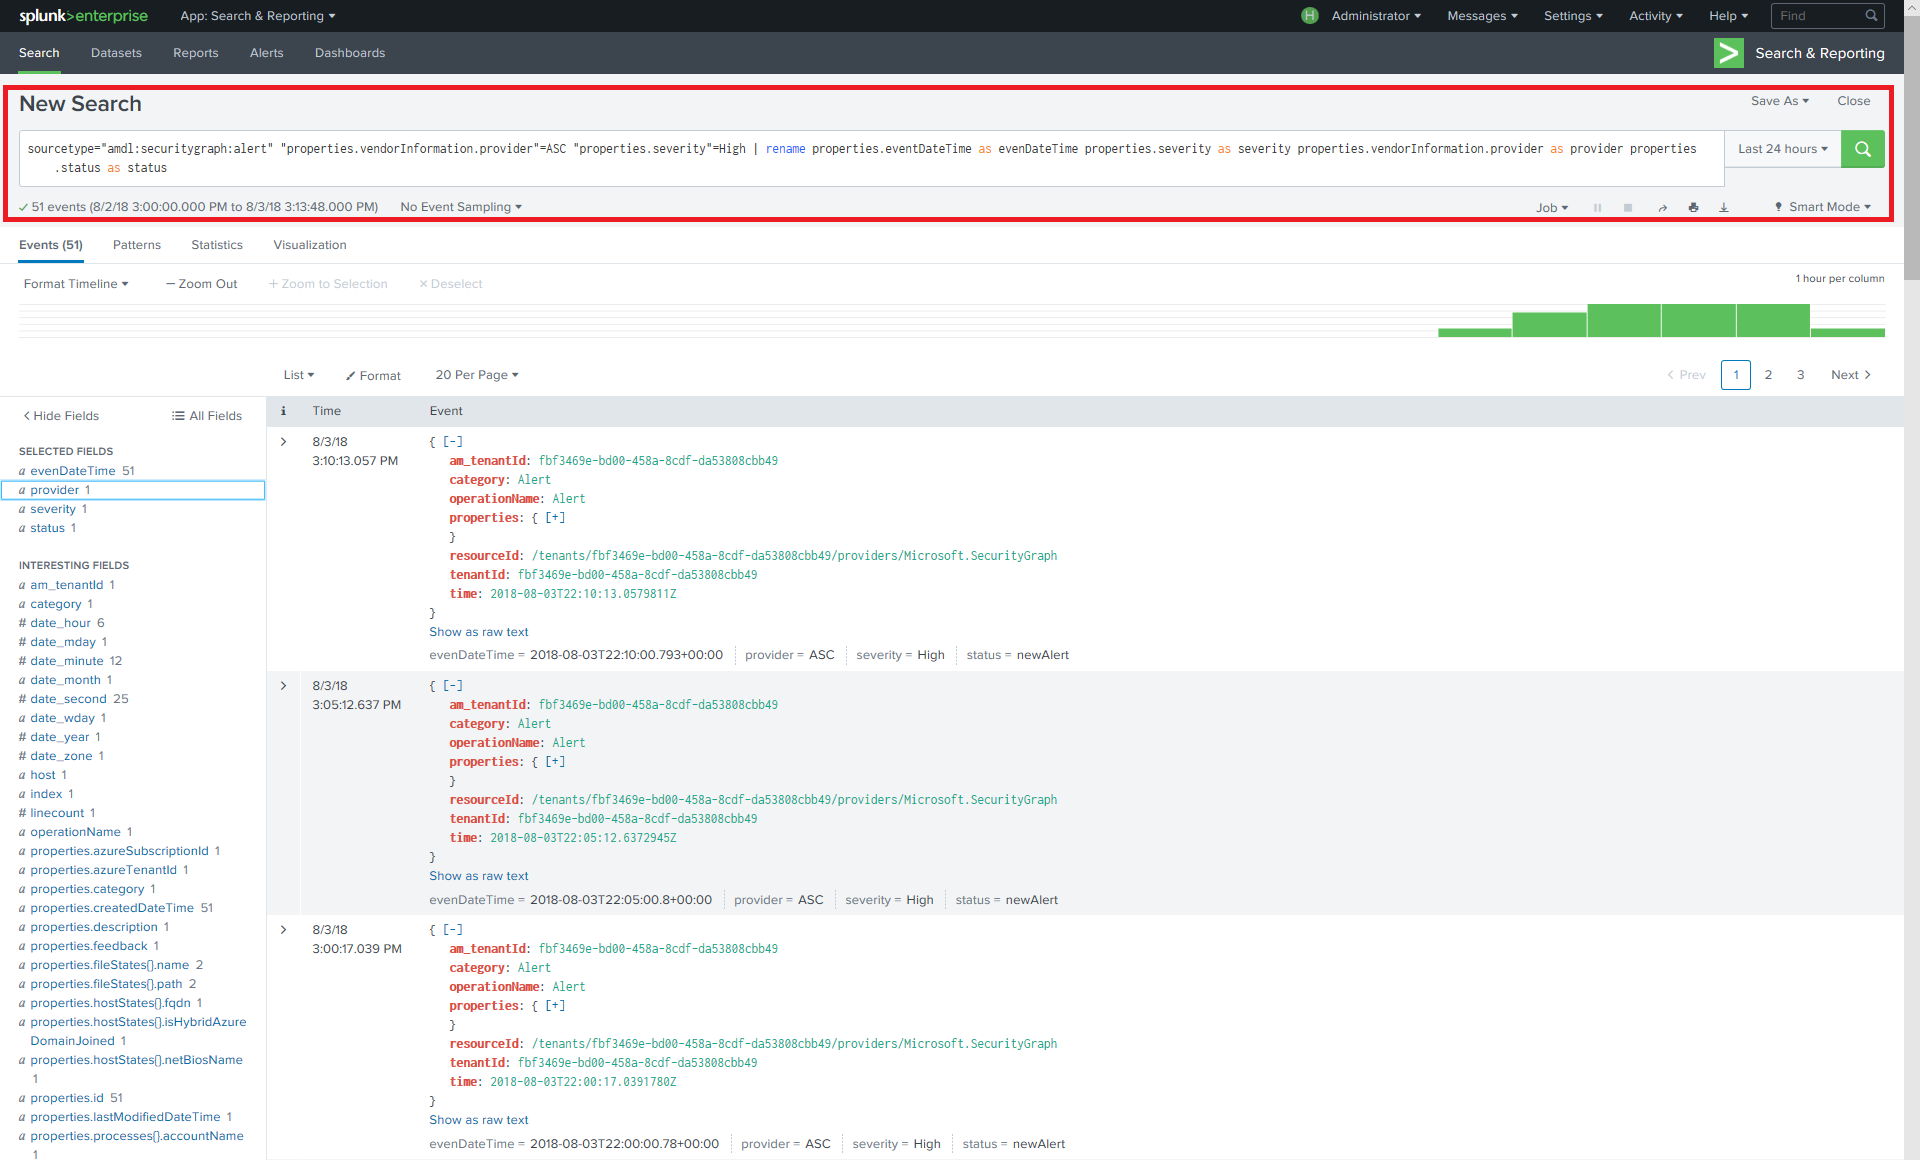 splunk>enterprise App: Search & Reporting H Administrator Messages Settings Activity Help Find
Search Datasets Reports Alerts Dashboards > Search & Reporting
New Search Save As Close
sourcetype="amdl:securitygraph:alert" "properties.vendorInformation.provider"=ASC "properties.severity"=High | rename properties.eventDateTime as evenDateTime properties.severity as severity properties.vendorInformation.provider as provider properties
.status as status
Last 24 hours
51 events (8/2/18 3:00:00.000 PM to 8/3/18 3:13:48.000 PM) No Event Sampling Job Smart Mode
Events (51) Patterns Statistics Visualization
Format Timeline — Zoom Out + Zoom to Selection × Deselect 1 hour per column
List Format 20 Per Page < Prev 1 2 3 Next >
< Hide Fields All Fields
SELECTED FIELDS
a evenDateTime 51
a provider 1
a severity 1
a status 1
INTERESTING FIELDS
a am_tenantId 1
a category 1
# date_hour 6
# date_mday 1
# date_minute 12
a date_month 1
# date_second 25
a date_wday 1
# date_year 1
# date_zone 1
a host 1
a index 1
# linecount 1
a operationName 1
a properties.azureSubscriptionId 1
a properties.azureTenantId 1
a properties.category 1
a properties.createdDateTime 51
a properties.description 1
a properties.feedback 1
a properties.fileStates{}.name 2
a properties.fileStates{}.path 2
a properties.hostStates{}.fqdn 1
a properties.hostStates{}.isHybridAzure
DomainJoined 1
a properties.hostStates{}.netBiosName
1
a properties.id 51
a properties.lastModifiedDateTime 1
a properties.processes{}.accountName
1
i Time Event
> 8/3/18 { [-]
3:10:13.057 PM am_tenantId: fbf3469e-bd00-458a-8cdf-da53808cbb49
category: Alert
operationName: Alert
properties: { [+]
}
resourceId: /tenants/fbf3469e-bd00-458a-8cdf-da53808cbb49/providers/Microsoft.SecurityGraph
tenantId: fbf3469e-bd00-458a-8cdf-da53808cbb49
time: 2018-08-03T22:10:13.0579811Z
}
Show as raw text
evenDateTime = 2018-08-03T22:10:00.793+00:00 provider = ASC severity = High status = newAlert
> 8/3/18 { [-]
3:05:12.637 PM am_tenantId: fbf3469e-bd00-458a-8cdf-da53808cbb49
category: Alert
operationName: Alert
properties: { [+]
}
resourceId: /tenants/fbf3469e-bd00-458a-8cdf-da53808cbb49/providers/Microsoft.SecurityGraph
tenantId: fbf3469e-bd00-458a-8cdf-da53808cbb49
time: 2018-08-03T22:05:12.6372945Z
}
Show as raw text
evenDateTime = 2018-08-03T22:05:00.8+00:00 provider = ASC severity = High status = newAlert
> 8/3/18 { [-]
3:00:17.039 PM am_tenantId: fbf3469e-bd00-458a-8cdf-da53808cbb49
category: Alert
operationName: Alert
properties: { [+]
}
resourceId: /tenants/fbf3469e-bd00-458a-8cdf-da53808cbb49/providers/Microsoft.SecurityGraph
tenantId: fbf3469e-bd00-458a-8cdf-da53808cbb49
time: 2018-08-03T22:00:17.0391780Z
}
Show as raw text
evenDateTime = 2018-08-03T22:00:00.78+00:00 provider = ASC severity = High status = newAlert